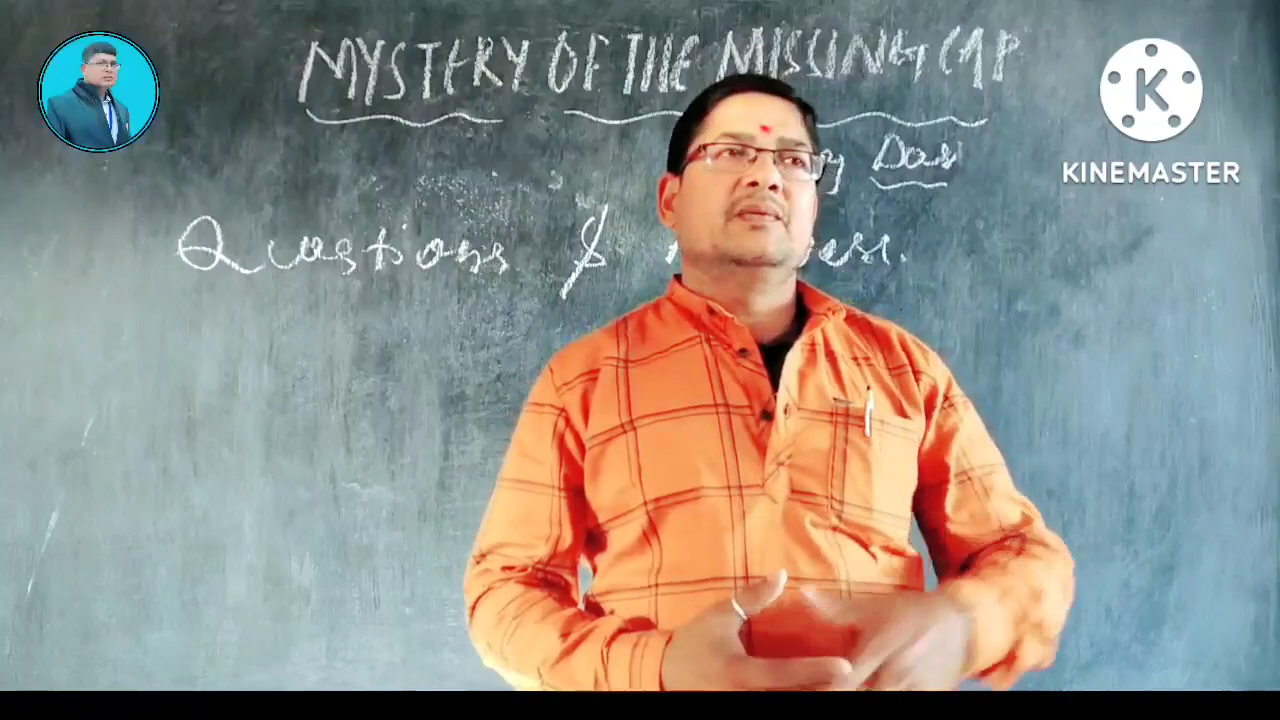 MYSTERY OF THE MISSING CAP
K
KINEMASTER
Das
Questions &